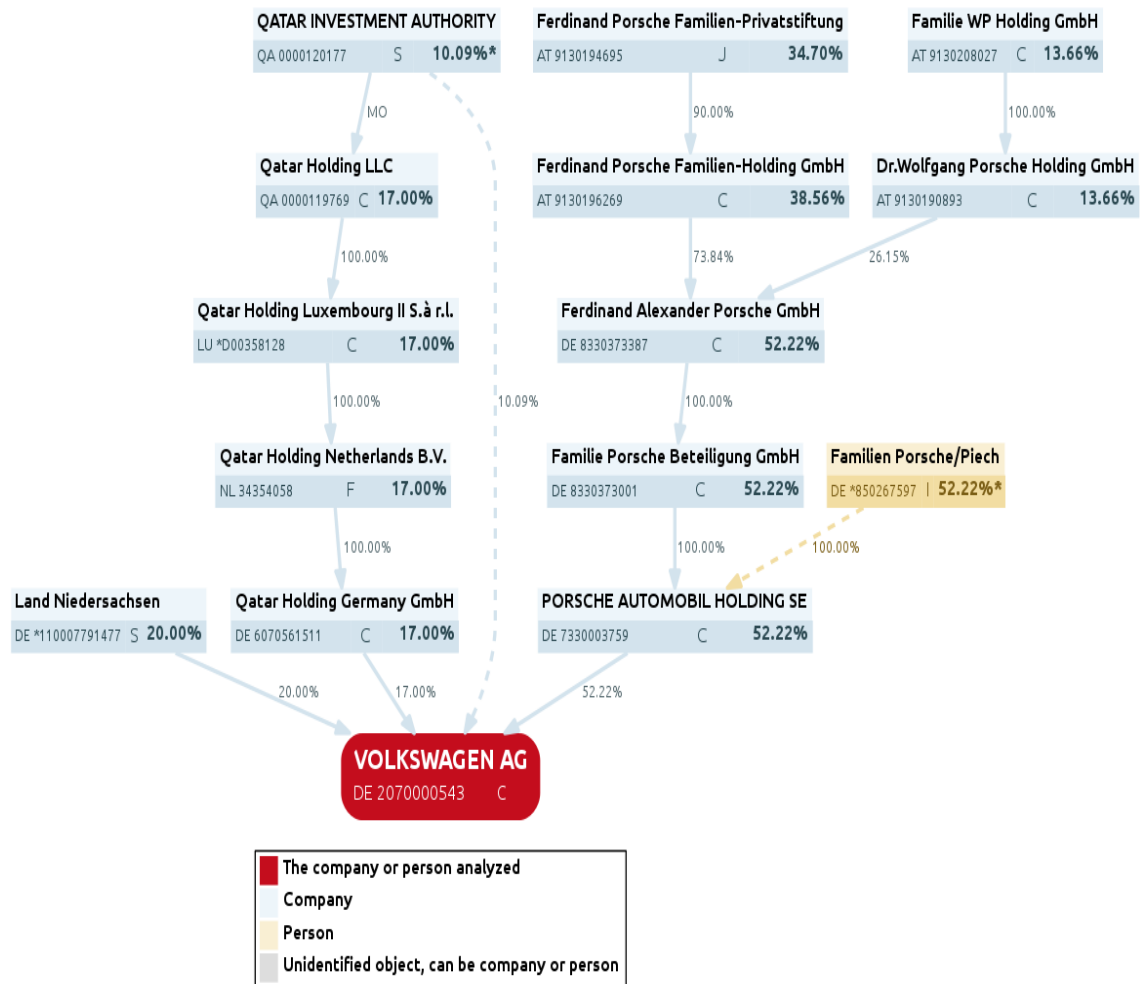 QATAR INVESTMENT AUTHORITY
QA 0000120177 S 10.09%*
Ferdinand Porsche Familien-Privatstiftung
AT 9130194695 J 34.70%
Familie WP Holding GmbH
AT 9130208027 C 13.66%
MO
90.00%
100.00%
Qatar Holding LLC
QA 0000119769 C 17.00%
Ferdinand Porsche Familien-Holding GmbH
AT 9130196269 C 38.56%
Dr.Wolfgang Porsche Holding GmbH
AT 9130190893 C 13.66%
100.00%
73.84%
26.15%
Qatar Holding Luxembourg II S.à r.l.
LU *D00358128 C 17.00%
Ferdinand Alexander Porsche GmbH
DE 8330373387 C 52.22%
100.00%
10.09%
100.00%
Qatar Holding Netherlands B.V.
NL 34354058 F 17.00%
Familie Porsche Beteiligung GmbH
DE 8330373001 C 52.22%
Familien Porsche/Piech
DE *850267597 I 52.22%*
100.00%
100.00%
100.00%
Land Niedersachsen
DE *110007791477 S 20.00%
Qatar Holding Germany GmbH
DE 6070561511 C 17.00%
PORSCHE AUTOMOBIL HOLDING SE
DE 7330003759 C 52.22%
20.00%
17.00%
52.22%
VOLKSWAGEN AG
DE 2070000543 C
The company or person analyzed
Company
Person
Unidentified object, can be company or person